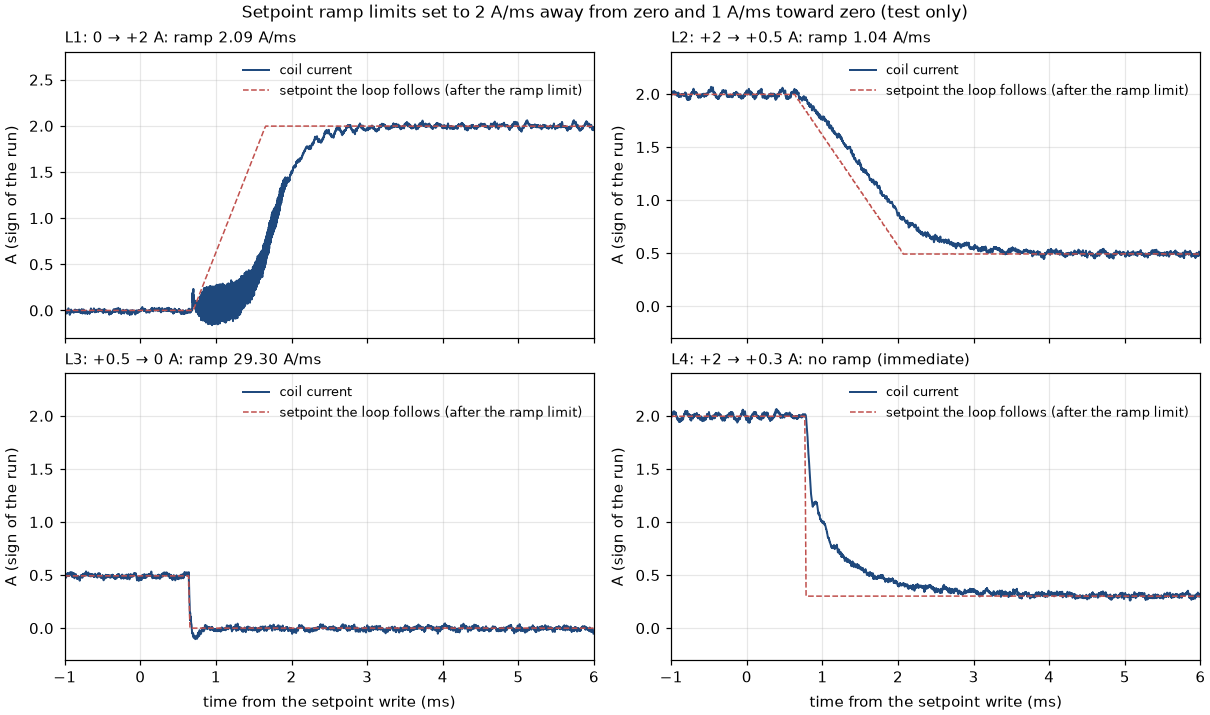 Setpoint ramp limits set to 2 A/ms away from zero and 1 A/ms toward zero (test only)
L1: 0 → +2 A: ramp 2.09 A/ms
coil current
setpoint the loop follows (after the ramp limit)
2.5
2.0
1.5
1.0
0.5
0.0
A (sign of the run)
L2: +2 → +0.5 A: ramp 1.04 A/ms
coil current
setpoint the loop follows (after the ramp limit)
2.0
1.5
1.0
0.5
0.0
A (sign of the run)
L3: +0.5 → 0 A: ramp 29.30 A/ms
coil current
setpoint the loop follows (after the ramp limit)
2.0
1.5
1.0
0.5
0.0
A (sign of the run)
−1 0 1 2 3 4 5 6
time from the setpoint write (ms)
L4: +2 → +0.3 A: no ramp (immediate)
coil current
setpoint the loop follows (after the ramp limit)
2.0
1.5
1.0
0.5
0.0
A (sign of the run)
−1 0 1 2 3 4 5 6
time from the setpoint write (ms)